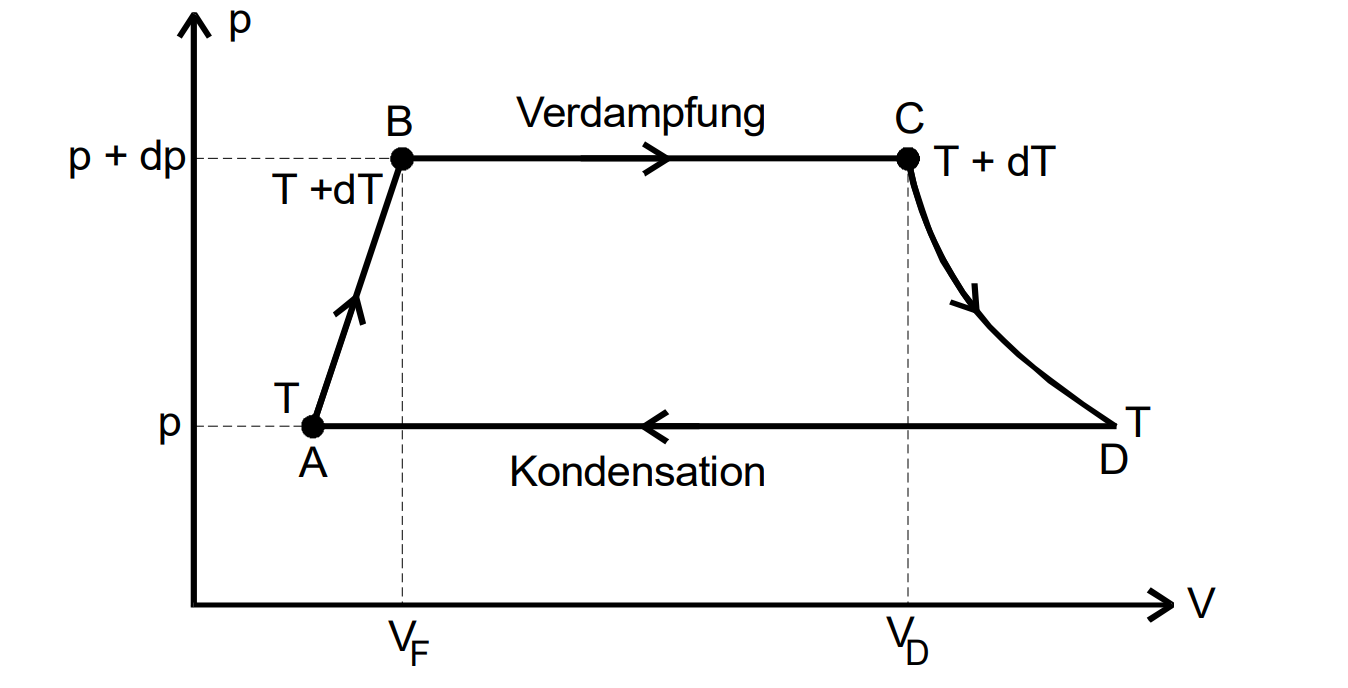 p
B
Verdampfung
C
p + dp
T +dT
T + dT
T
p
T
A
Kondensation
D
V
V_F
V_D